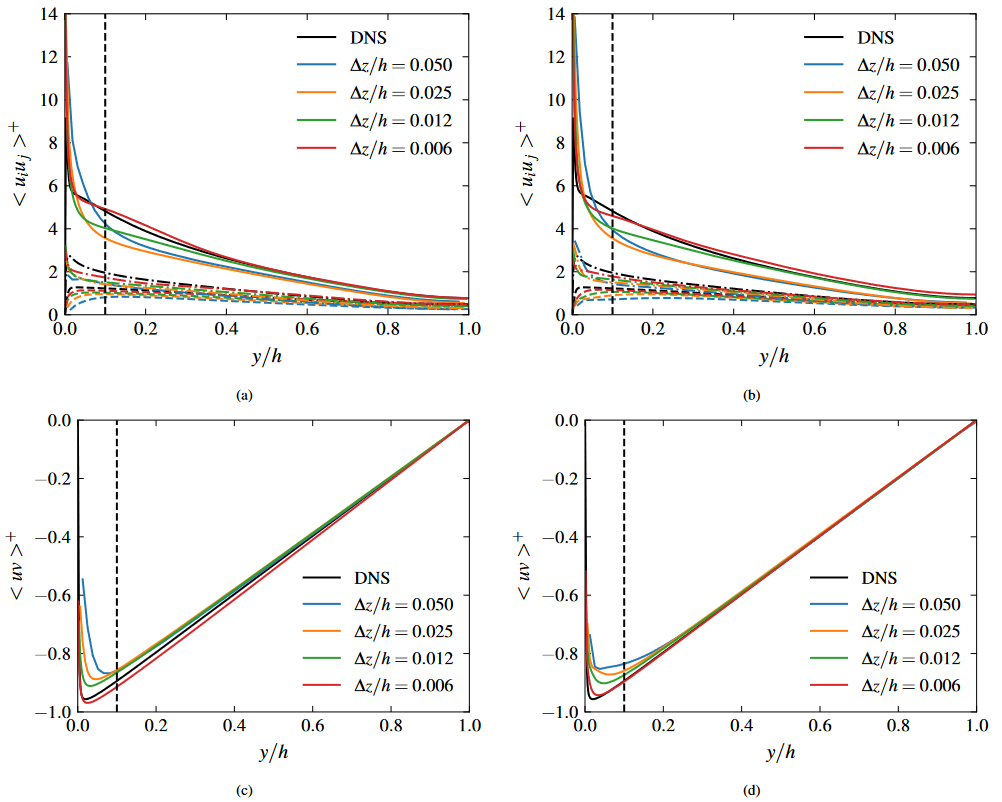 14
12
10
8
6
4
2
0
< u_i u_j >^+
DNS
Δz/h = 0.050
Δz/h = 0.025
Δz/h = 0.012
Δz/h = 0.006
0.0 0.2 0.4 0.6 0.8 1.0
y/h
(a)
14
12
10
8
6
4
2
0
< u_i u_j >^+
DNS
Δz/h = 0.050
Δz/h = 0.025
Δz/h = 0.012
Δz/h = 0.006
0.0 0.2 0.4 0.6 0.8 1.0
y/h
(b)
0.0
−0.2
−0.4
−0.6
−0.8
−1.0
< uv >^+
DNS
Δz/h = 0.050
Δz/h = 0.025
Δz/h = 0.012
Δz/h = 0.006
0.0 0.2 0.4 0.6 0.8 1.0
y/h
(c)
0.0
−0.2
−0.4
−0.6
−0.8
−1.0
< uv >^+
DNS
Δz/h = 0.050
Δz/h = 0.025
Δz/h = 0.012
Δz/h = 0.006
0.0 0.2 0.4 0.6 0.8 1.0
y/h
(d)